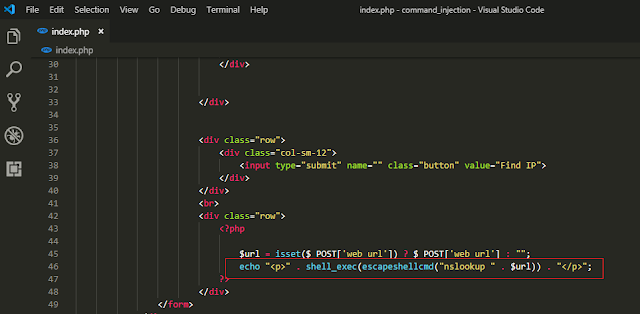 File Edit Selection View Go Debug Terminal Help index.php - command_injection - Visual Studio Code
index.php ×
index.php
30 </div>
31
32
33 </div>
34
35
36 <div class="row">
37 <div class="col-sm-12">
38 <input type="submit" name="" class="button" value="Find IP">
39 </div>
40 </div>
41 <br>
42 <div class="row">
43 <?php
44
45 $url = isset($_POST['web_url']) ? $_POST['web_url'] : "";
46 echo "<p>" . shell_exec(escapeshellcmd("nslookup " . $url)) . "</p>";
47 ?>
48 </div>
49 </form>